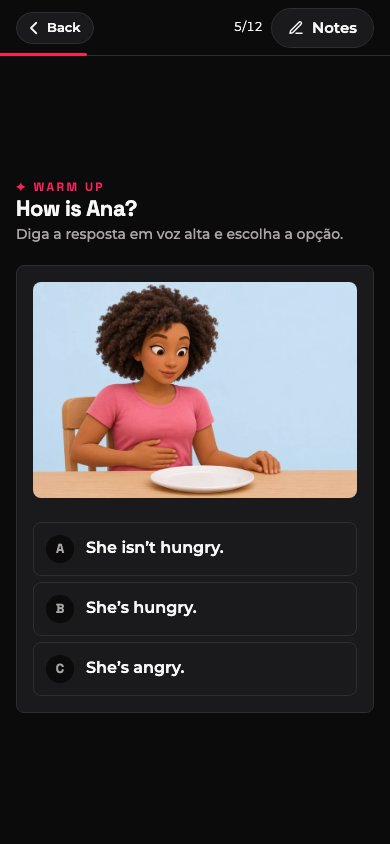 Back
5/12
Notes
WARM UP
How is Ana?
Diga a resposta em voz alta e escolha a opção.
A
She isn’t hungry.
B
She’s hungry.
C
She’s angry.